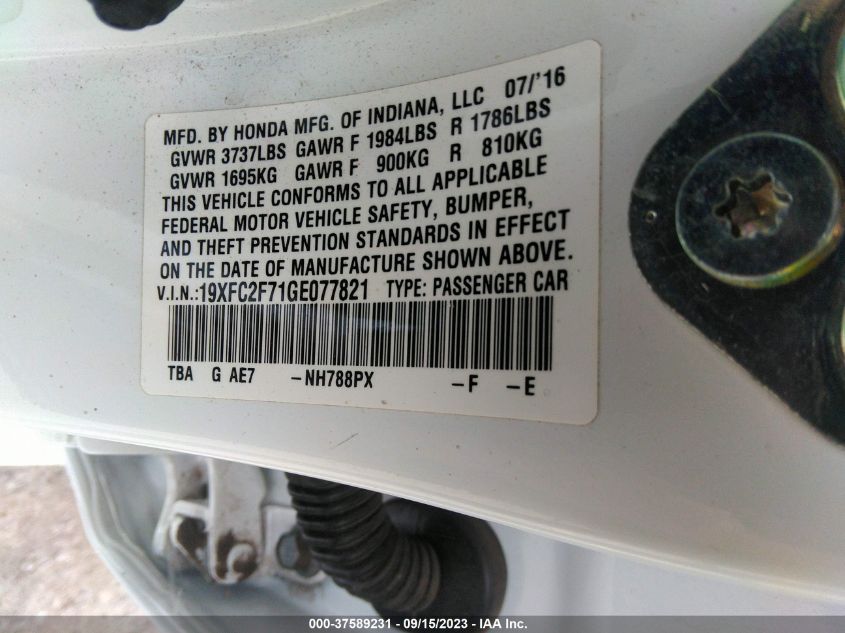 MFD. BY HONDA MFG. OF INDIANA, LLC 07/'16
GVWR 3737LBS GAWR F 1984LBS R 1786LBS
GVWR 1695KG GAWR F 900KG R 810KG
THIS VEHICLE CONFORMS TO ALL APPLICABLE
FEDERAL MOTOR VEHICLE SAFETY, BUMPER,
AND THEFT PREVENTION STANDARDS IN EFFECT
ON THE DATE OF MANUFACTURE SHOWN ABOVE.
V.I.N.:19XFC2F71GE077821 TYPE: PASSENGER CAR
TBA G AE7 -NH788PX -F -E
000-37589231 - 09/15/2023 - IAA Inc.